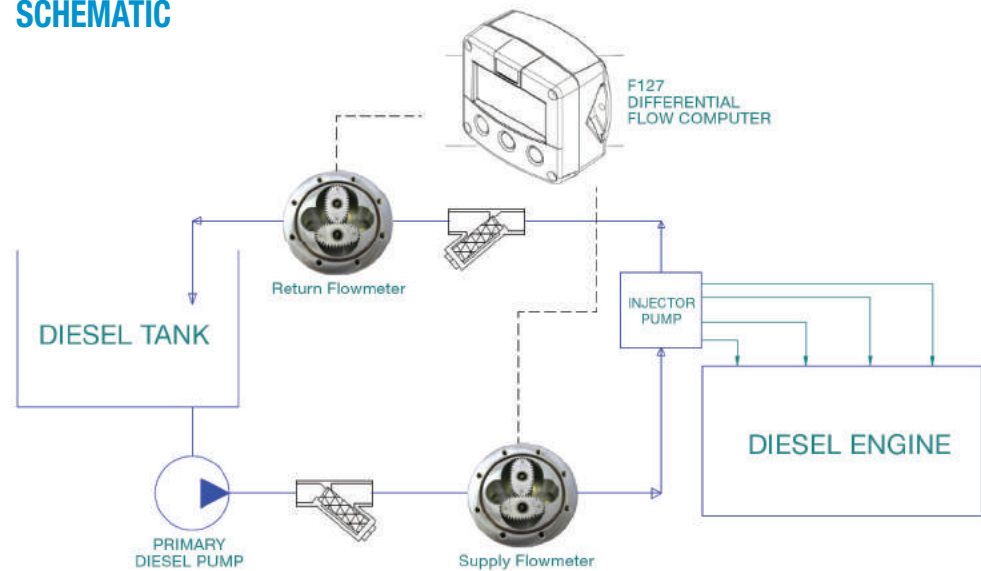 SCHEMATIC
F127
DIFFERENTIAL
FLOW COMPUTER
Return Flowmeter
DIESEL TANK
INJECTOR
PUMP
DIESEL ENGINE
PRIMARY
DIESEL PUMP
Supply Flowmeter